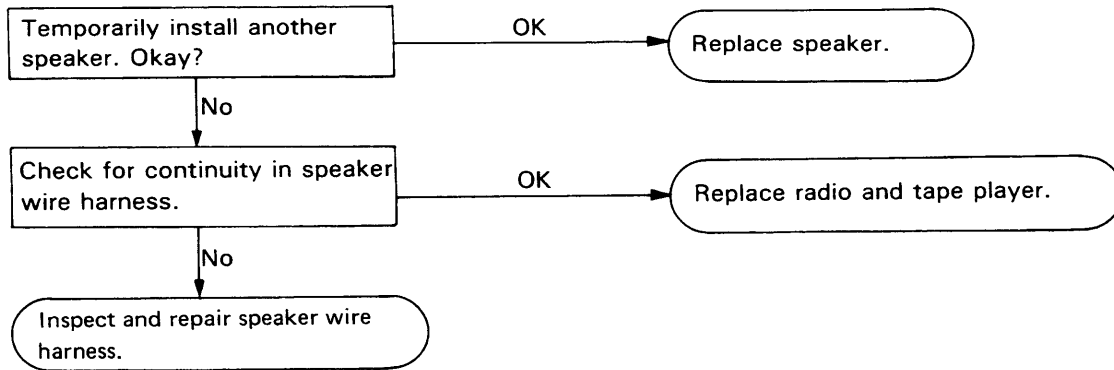 Temporarily install another
speaker. Okay?
OK
Replace speaker.
No
Check for continuity in speaker
wire harness.
OK
Replace radio and tape player.
No
Inspect and repair speaker wire
harness.